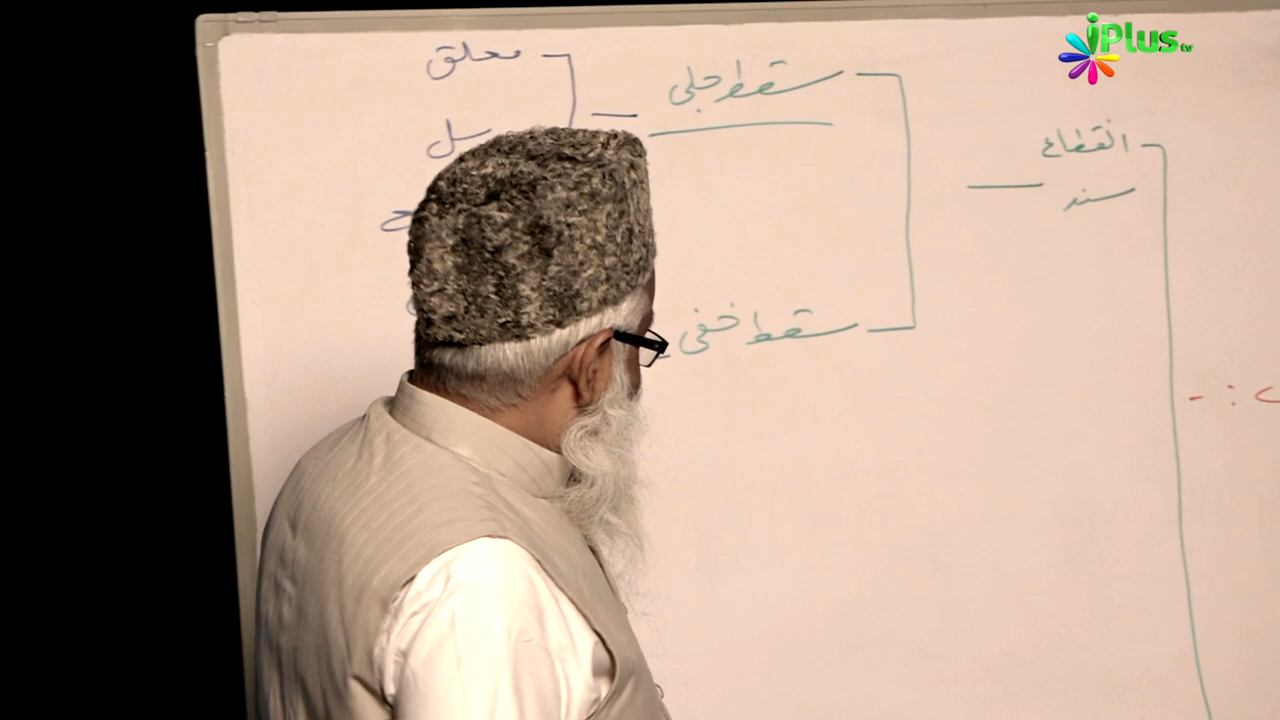 iPlus tv
انقطاع
سند
سقط جلی
سقط خفی
معلق